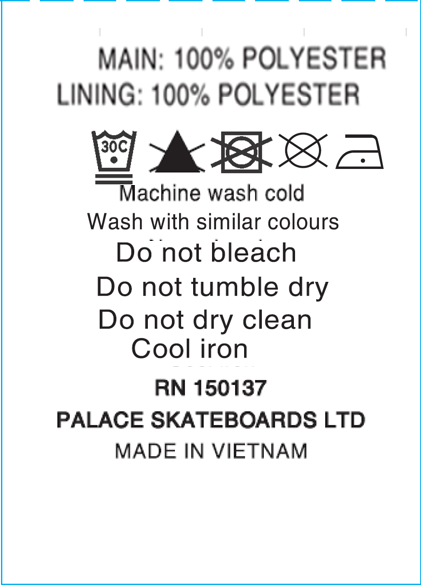 MAIN: 100% POLYESTER
LINING: 100% POLYESTER
30C
Machine wash cold
Wash with similar colours
Do not bleach
Do not tumble dry
Do not dry clean
Cool iron
RN 150137
PALACE SKATEBOARDS LTD
MADE IN VIETNAM